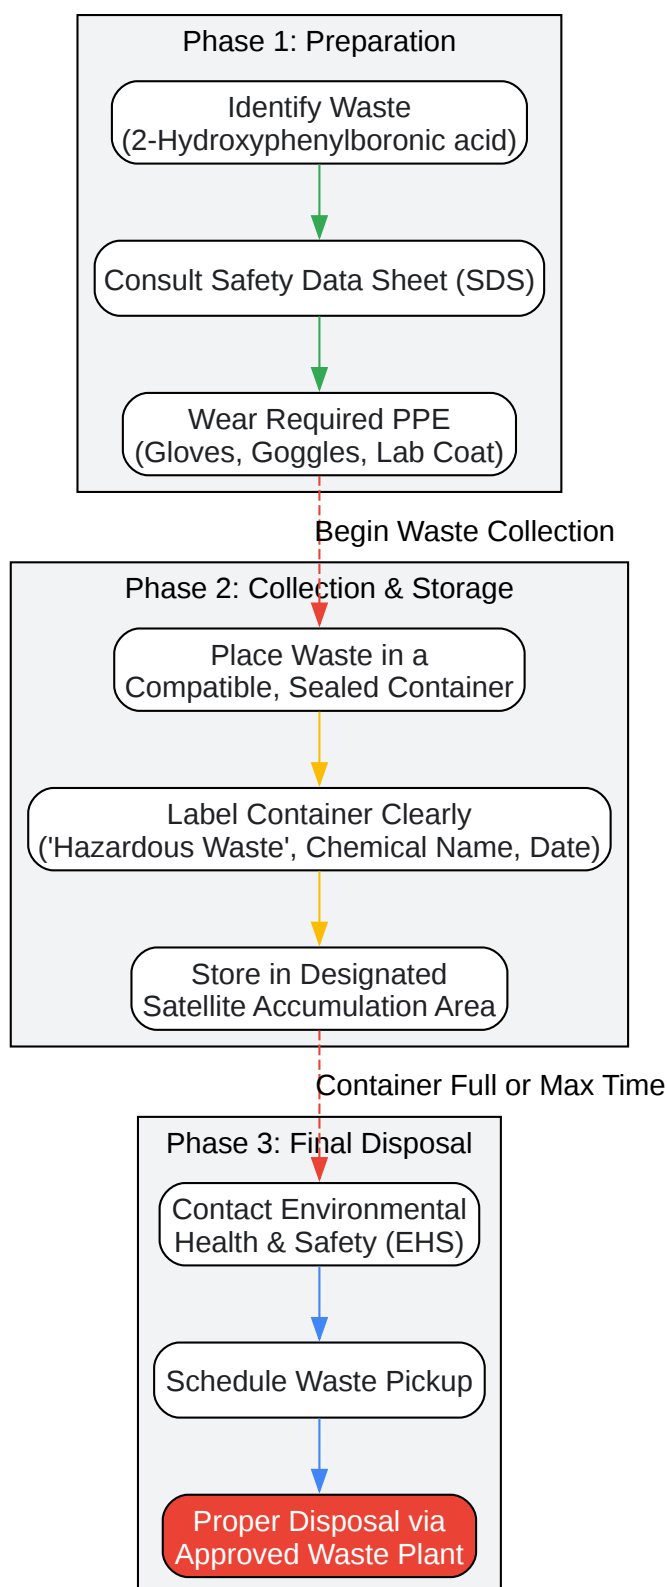 Phase 1: Preparation
Identify Waste
(2-Hydroxyphenylboronic acid)
Consult Safety Data Sheet (SDS)
Wear Required PPE
(Gloves, Goggles, Lab Coat)
Begin Waste Collection
Phase 2: Collection & Storage
Place Waste in a
Compatible, Sealed Container
Label Container Clearly
('Hazardous Waste', Chemical Name, Date)
Store in Designated
Satellite Accumulation Area
Container Full or Max Time
Phase 3: Final Disposal
Contact Environmental
Health & Safety (EHS)
Schedule Waste Pickup
Proper Disposal via
Approved Waste Plant